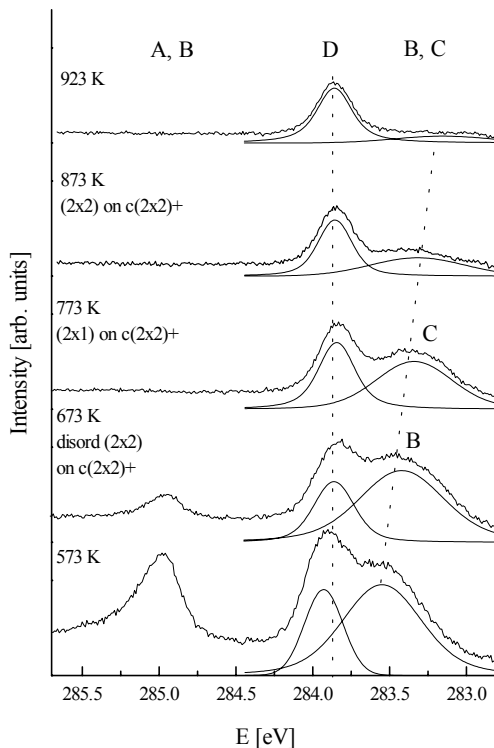 A, B D B, C
923 K
873 K
(2x2) on c(2x2)+
773 K
(2x1) on c(2x2)+
C
673 K
disord (2x2)
B
on c(2x2)+
573 K
Intensity [arb. units]
285.5 285.0 284.5 284.0 283.5 283.0
E [eV]